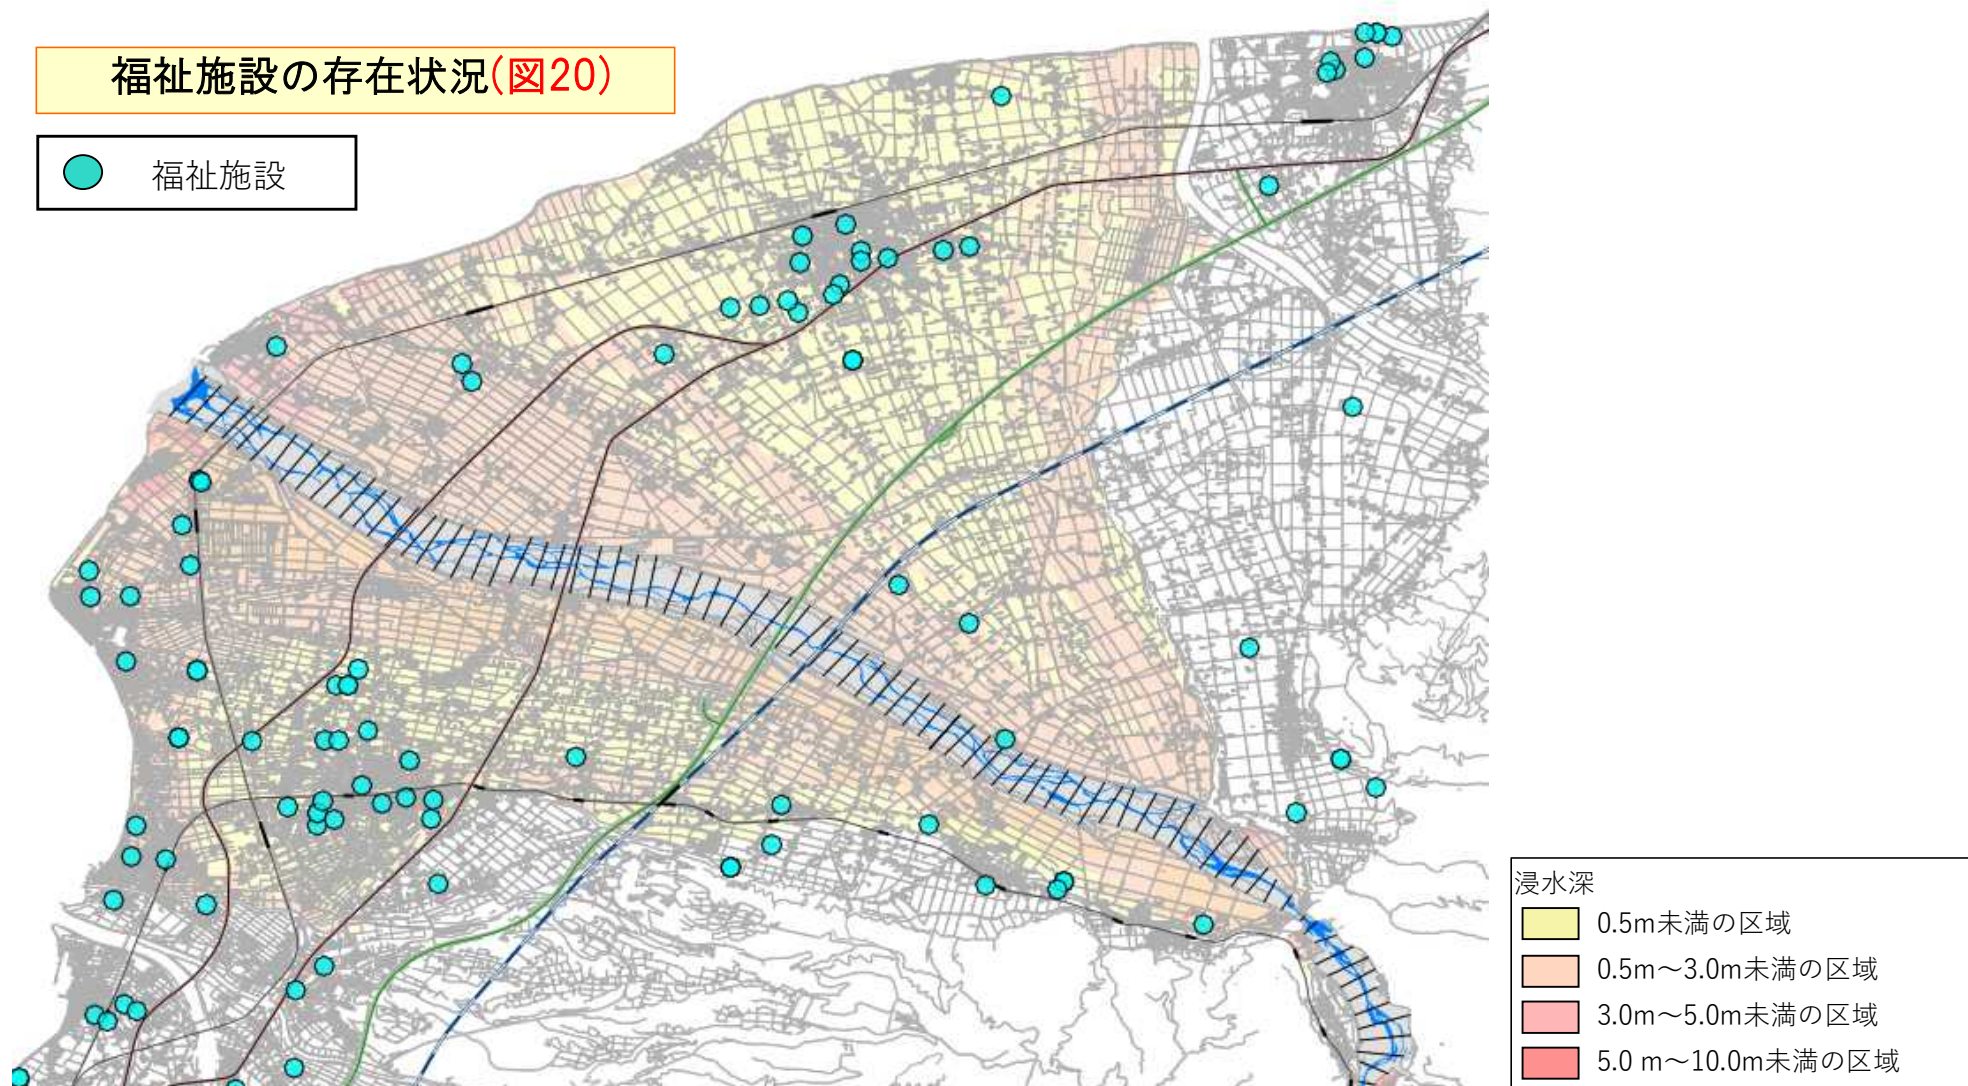 福祉施設の存在状況(図20)
福祉施設
浸水深
0.5m未満の区域
0.5m～3.0m未満の区域
3.0m～5.0m未満の区域
5.0 m～10.0m未満の区域